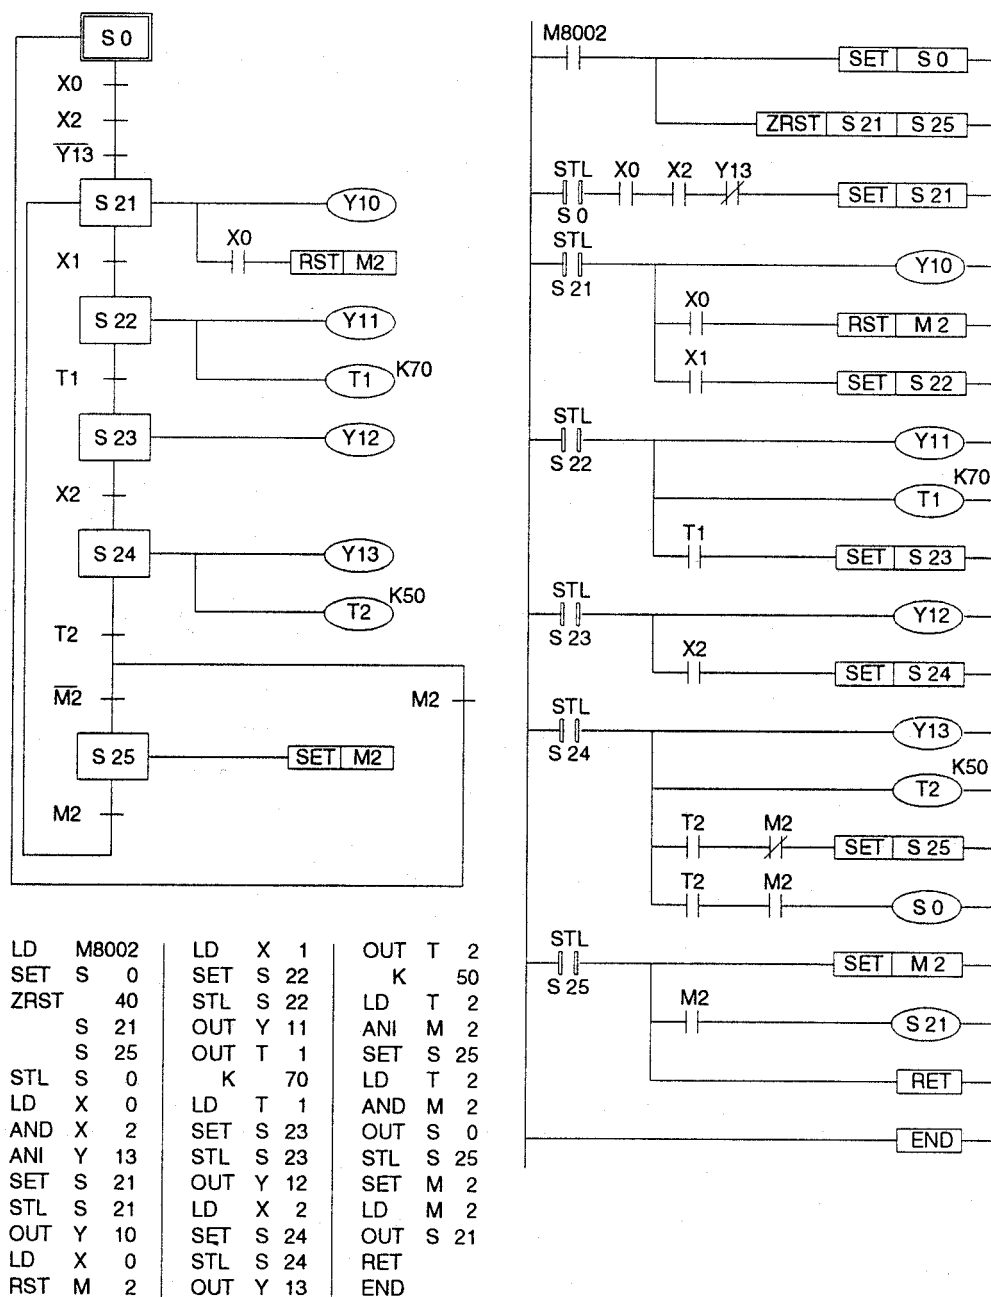 S 0
X0
X2
Y13
S 21
Y10
X0
RST M2
X1
S 22
Y11
T1 K70
T1
S 23
Y12
X2
S 24
Y13
T2 K50
T2
M2
M2
S 25
SET M2
M2
M8002
SET S 0
ZRST S 21 S 25
STL X0 X2 Y13
SET S 21
S 0
STL
Y10
S 21
X0
RST M 2
X1
SET S 22
STL
Y11
S 22
K70
T1
T1
SET S 23
STL
Y12
S 23
X2
SET S 24
STL
Y13
S 24
K50
T2
T2 M2
SET S 25
T2 M2
S 0
STL
SET M 2
S 25
M2
S 21
RET
END
LD M8002
SET S 0
ZRST 40
S 21
S 25
STL S 0
LD X 0
AND X 2
ANI Y 13
SET S 21
STL S 21
OUT Y 10
LD X 0
RST M 2
LD X 1
SET S 22
STL S 22
OUT Y 11
OUT T 1
K 70
LD T 1
SET S 23
STL S 23
OUT Y 12
LD X 2
SET S 24
STL S 24
OUT Y 13
OUT T 2
K 50
LD T 2
ANI M 2
SET S 25
LD T 2
AND M 2
OUT S 0
STL S 25
SET M 2
LD M 2
OUT S 21
RET
END